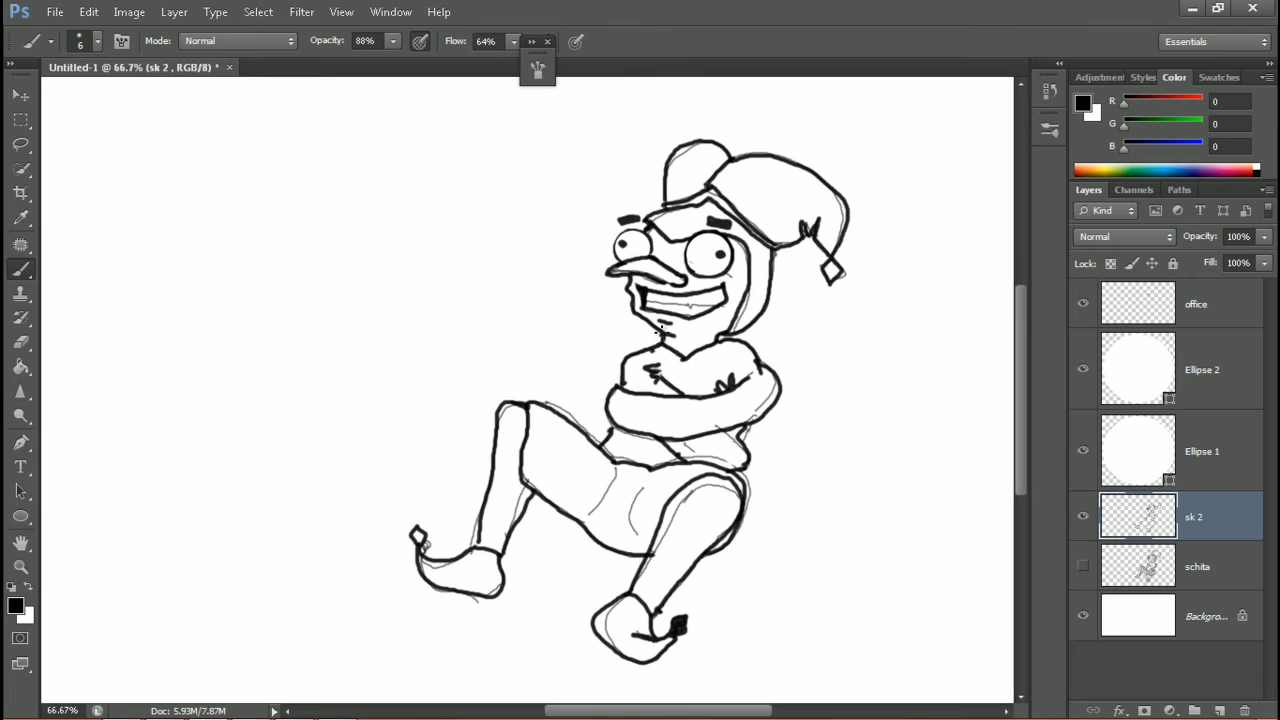 Ps File Edit Image Layer Type Select Filter View Window Help
6 Mode: Normal Opacity: 88% Flow: 64% Essentials
Untitled-1 @ 66.7% (sk 2 , RGB/8) * ×
Adjustment Styles Color Swatches
R 0
G 0
B 0
Layers Channels Paths
Kind
Normal Opacity: 100%
Lock: Fill: 100%
office
Ellipse 2
Ellipse 1
sk 2
schita
Backgro...
66.67% Doc: 5.93M/7.87M